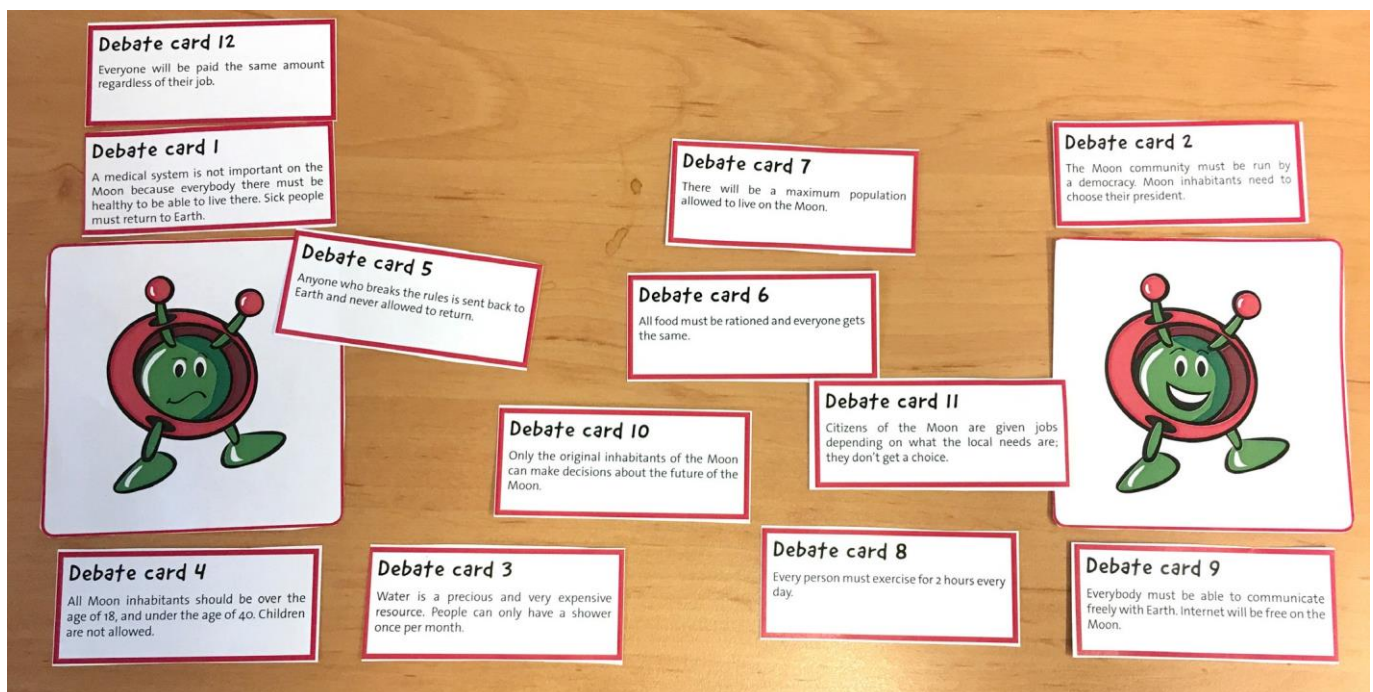 Debate card 12
Everyone will be paid the same amount
regardless of their job.
Debate card 1
A medical system is not important on the
Moon because everybody there must be
healthy to be able to live there. Sick people
must return to Earth.
Debate card 7
There will be a maximum population
allowed to live on the Moon.
Debate card 2
The Moon community must be run by
a democracy. Moon inhabitants need to
choose their president.
Debate card 5
Anyone who breaks the rules is sent back to
Earth and never allowed to return.
Debate card 6
All food must be rationed and everyone gets
the same.
Debate card 11
Citizens of the Moon are given jobs
depending on what the local needs are;
they don't get a choice.
Debate card 10
Only the original inhabitants of the Moon
can make decisions about the future of the
Moon.
Debate card 4
All Moon inhabitants should be over the
age of 18, and under the age of 40. Children
are not allowed.
Debate card 3
Water is a precious and very expensive
resource. People can only have a shower
once per month.
Debate card 8
Every person must exercise for 2 hours every
day.
Debate card 9
Everybody must be able to communicate
freely with Earth. Internet will be free on the
Moon.